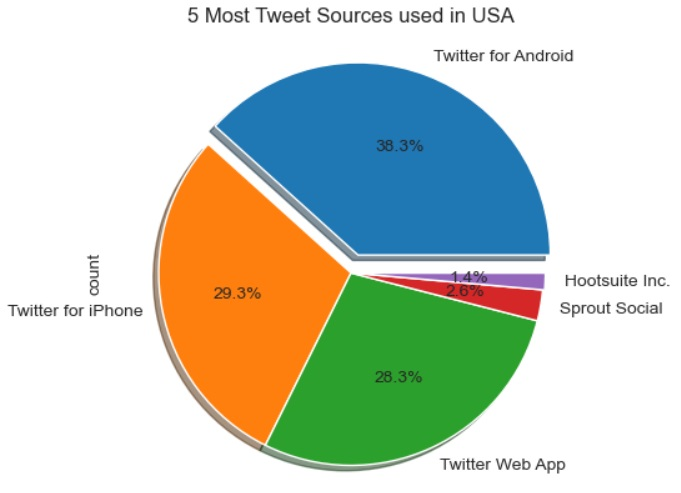 5 Most Tweet Sources used in USA
Twitter for Android
38.3%
count
Twitter for iPhone
29.3%
1.4%
Hootsuite Inc.
2.6%
Sprout Social
28.3%
Twitter Web App